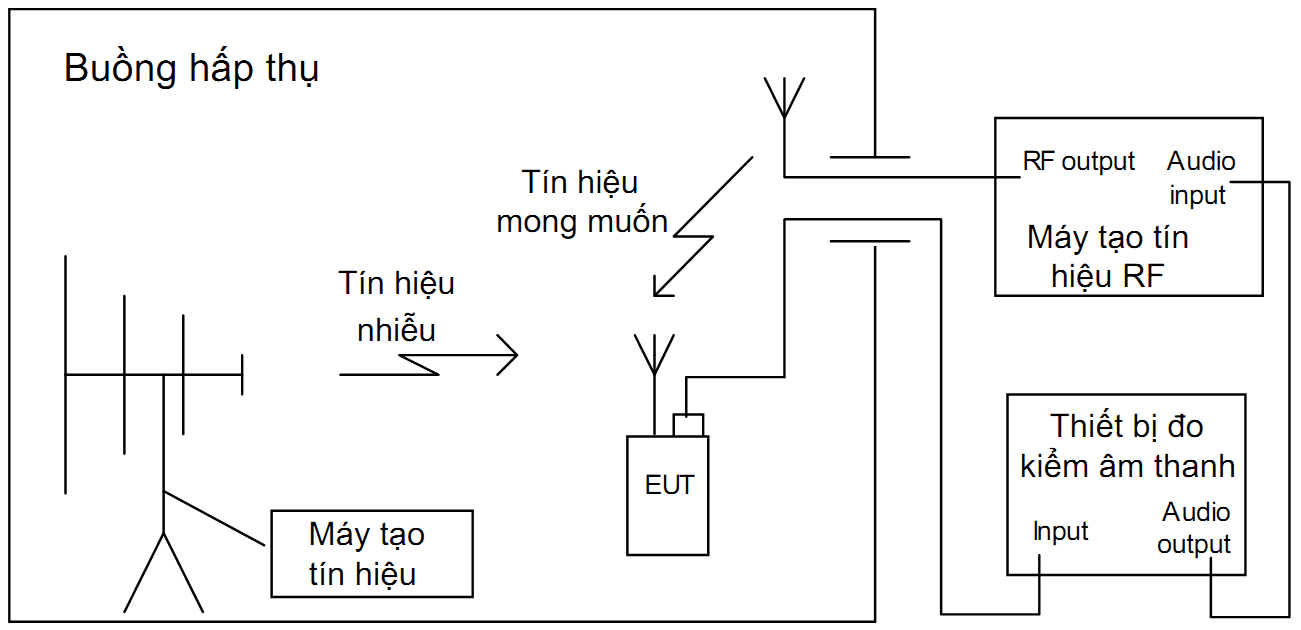 Buồng hấp thụ
Tín hiệu
mong muốn
Tín hiệu
nhiễu
EUT
Máy tạo
tín hiệu
RF output
Audio
input
Máy tạo tín
hiệu RF
Thiết bị đo
kiểm âm thanh
Input
Audio
output